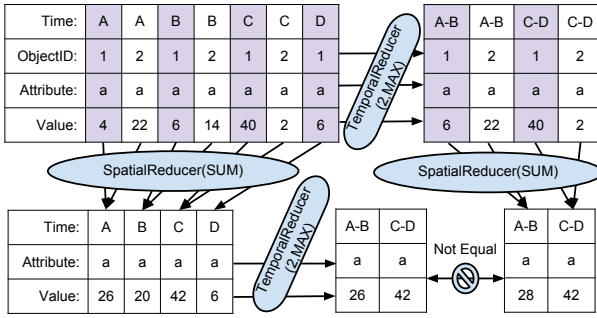 Time: A A B B C C D
ObjectID: 1 2 1 2 1 2 1
Attribute: a a a a a a a
Value: 4 22 6 14 40 2 6
TemporalReducer
(2,MAX)
A-B A-B C-D C-D
1 2 1 2
a a a a
6 22 40 2
SpatialReducer(SUM)
SpatialReducer(SUM)
Time: A B C D
Attribute: a a a a
Value: 26 20 42 6
TemporalReducer
(2,MAX)
A-B C-D
a a
26 42
Not Equal
A-B C-D
a a
28 42